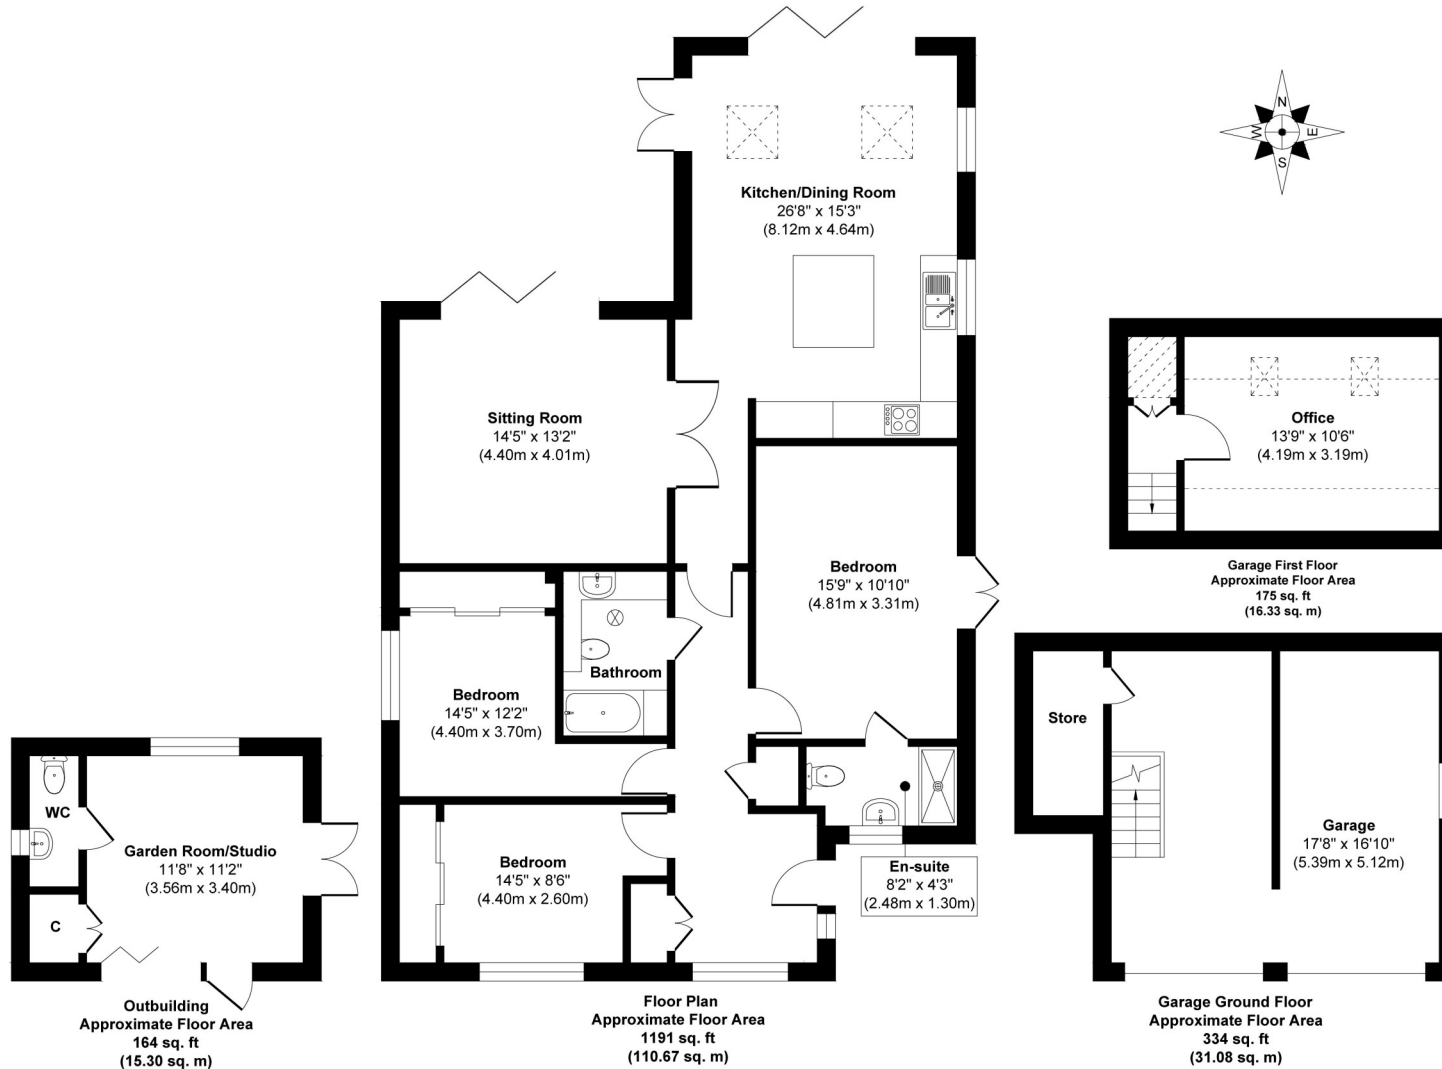 N
W
E
S
Kitchen/Dining Room
26'8" x 15'3"
(8.12m x 4.64m)
Sitting Room
14'5" x 13'2"
(4.40m x 4.01m)
Office
13'9" x 10'6"
(4.19m x 3.19m)
Garage First Floor
Approximate Floor Area
175 sq. ft
(16.33 sq. m)
Bedroom
15'9" x 10'10"
(4.81m x 3.31m)
Bathroom
Bedroom
14'5" x 12'2"
(4.40m x 3.70m)
Store
WC
Garden Room/Studio
11'8" x 11'2"
(3.56m x 3.40m)
C
Bedroom
14'5" x 8'6"
(4.40m x 2.60m)
En-suite
8'2" x 4'3"
(2.48m x 1.30m)
Garage
17'8" x 16'10"
(5.39m x 5.12m)
Outbuilding
Approximate Floor Area
164 sq. ft
(15.30 sq. m)
Floor Plan
Approximate Floor Area
1191 sq. ft
(110.67 sq. m)
Garage Ground Floor
Approximate Floor Area
334 sq. ft
(31.08 sq. m)